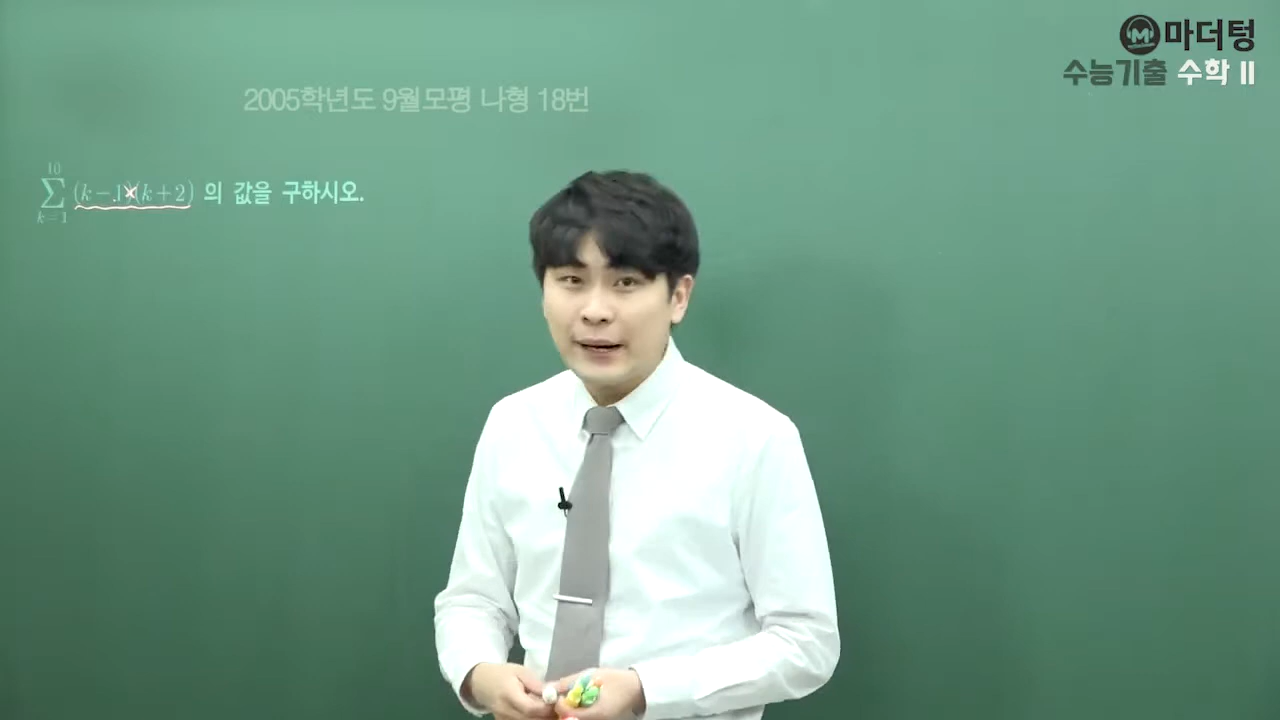 마더텅
수능기출 수학 II
2005학년도 9월모평 나형 18번
\sum_{k=1}^{10} (k-1)(k+2) 의 값을 구하시오.